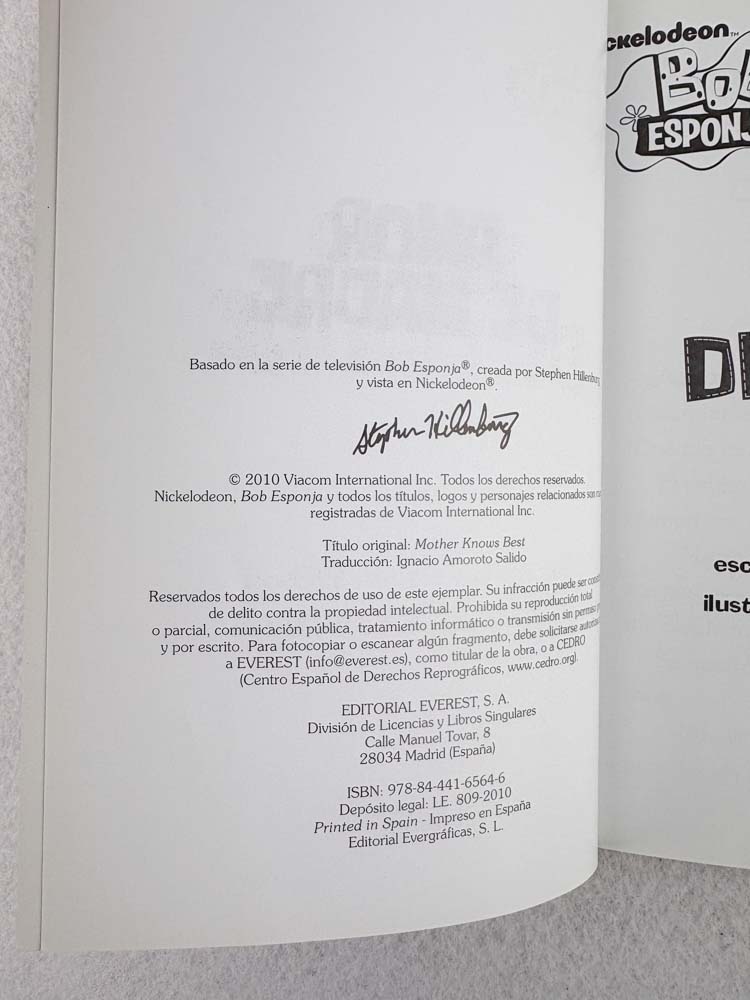 Basado en la serie de televisión Bob Esponja®, creada por Stephen Hillenburg
y vista en Nickelodeon®.
Stephen Hillenburg
© 2010 Viacom International Inc. Todos los derechos reservados.
Nickelodeon, Bob Esponja y todos los títulos, logos y personajes relacionados son
registradas de Viacom International Inc.
Título original: Mother Knows Best
Traducción: Ignacio Amoroto Salido
Reservados todos los derechos de uso de este ejemplar. Su infracción puede ser
de delito contra la propiedad intelectual. Prohibida su reproducción total
o parcial, comunicación pública, tratamiento informático o transmisión sin permiso
y por escrito. Para fotocopiar o escanear algún fragmento, debe solicitarse
a EVEREST (info@everest.es), como titular de la obra, o a CEDRO
(Centro Español de Derechos Reprográficos, www.cedro.org).
EDITORIAL EVEREST, S. A.
División de Licencias y Libros Singulares
Calle Manuel Tovar, 8
28034 Madrid (España)
ISBN: 978-84-441-6564-6
Depósito legal: LE. 809-2010
Printed in Spain - Impreso en España
Editorial Evergráficas, S. L.
ckelodeon™
Bob
ESPONJ
D
esc
ilust